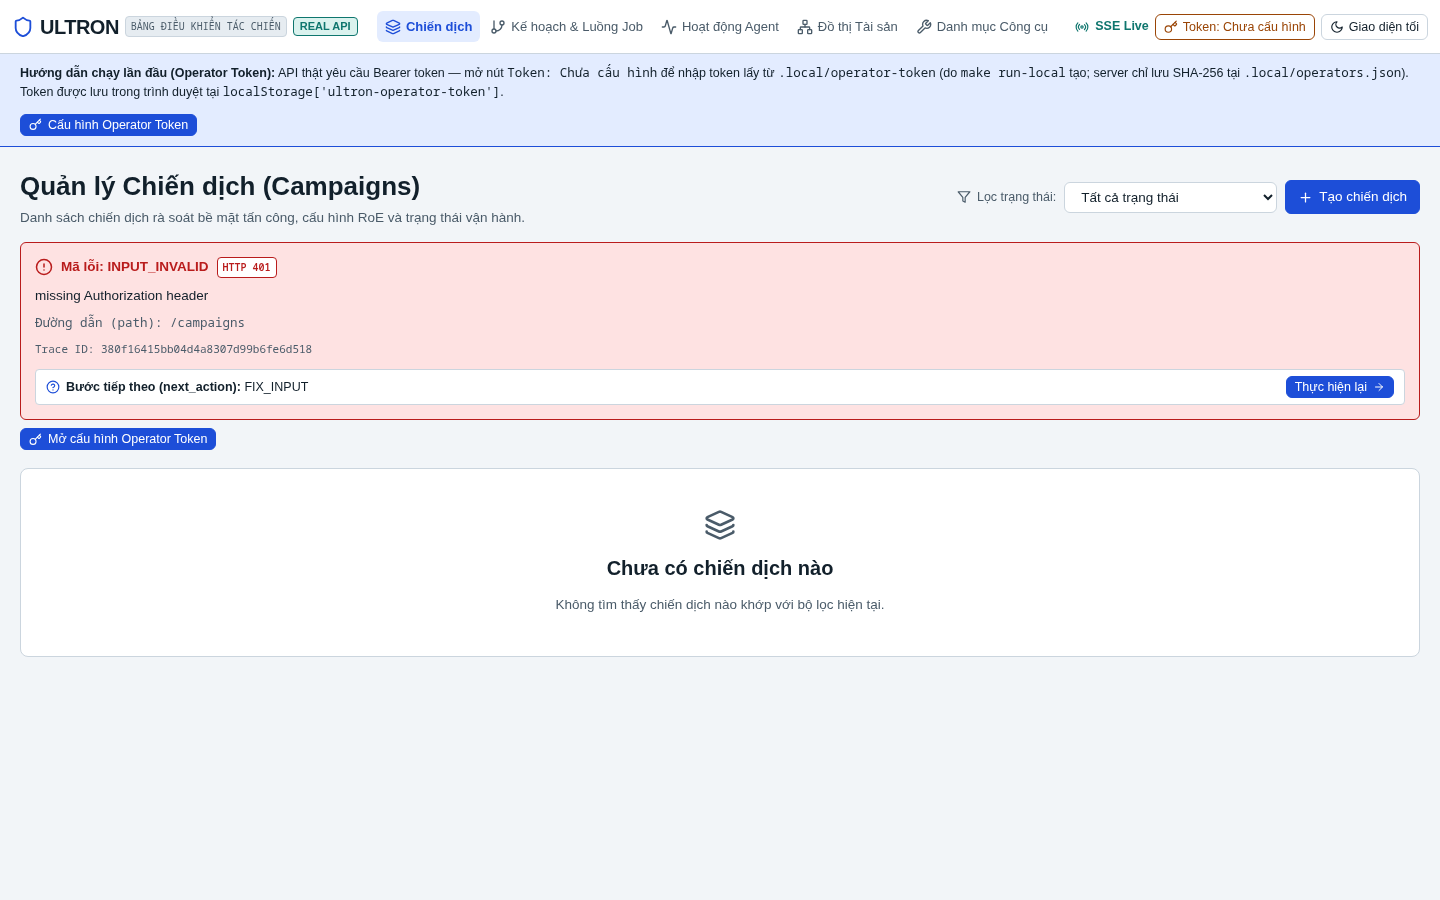 ULTRON BẢNG ĐIỀU KHIỂN TÁC CHIẾN REAL API Chiến dịch Kế hoạch & Luồng Job Hoạt động Agent Đồ thị Tài sản Danh mục Công cụ SSE Live Token: Chưa cấu hình Giao diện tối
Hướng dẫn chạy lần đầu (Operator Token): API thật yêu cầu Bearer token — mở nút Token: Chưa cấu hình để nhập token lấy từ .local/operator-token (do make run-local tạo; server chỉ lưu SHA-256 tại .local/operators.json).
Token được lưu trong trình duyệt tại localStorage['ultron-operator-token'].
Cấu hình Operator Token
Quản lý Chiến dịch (Campaigns)
Danh sách chiến dịch rà soát bề mặt tấn công, cấu hình RoE và trạng thái vận hành.
Lọc trạng thái: Tất cả trạng thái Tạo chiến dịch
Mã lỗi: INPUT_INVALID HTTP 401
missing Authorization header
Đường dẫn (path): /campaigns
Trace ID: 380f16415bb04d4a8307d99b6fe6d518
Bước tiếp theo (next_action): FIX_INPUT Thực hiện lại
Mở cấu hình Operator Token
Chưa có chiến dịch nào
Không tìm thấy chiến dịch nào khớp với bộ lọc hiện tại.